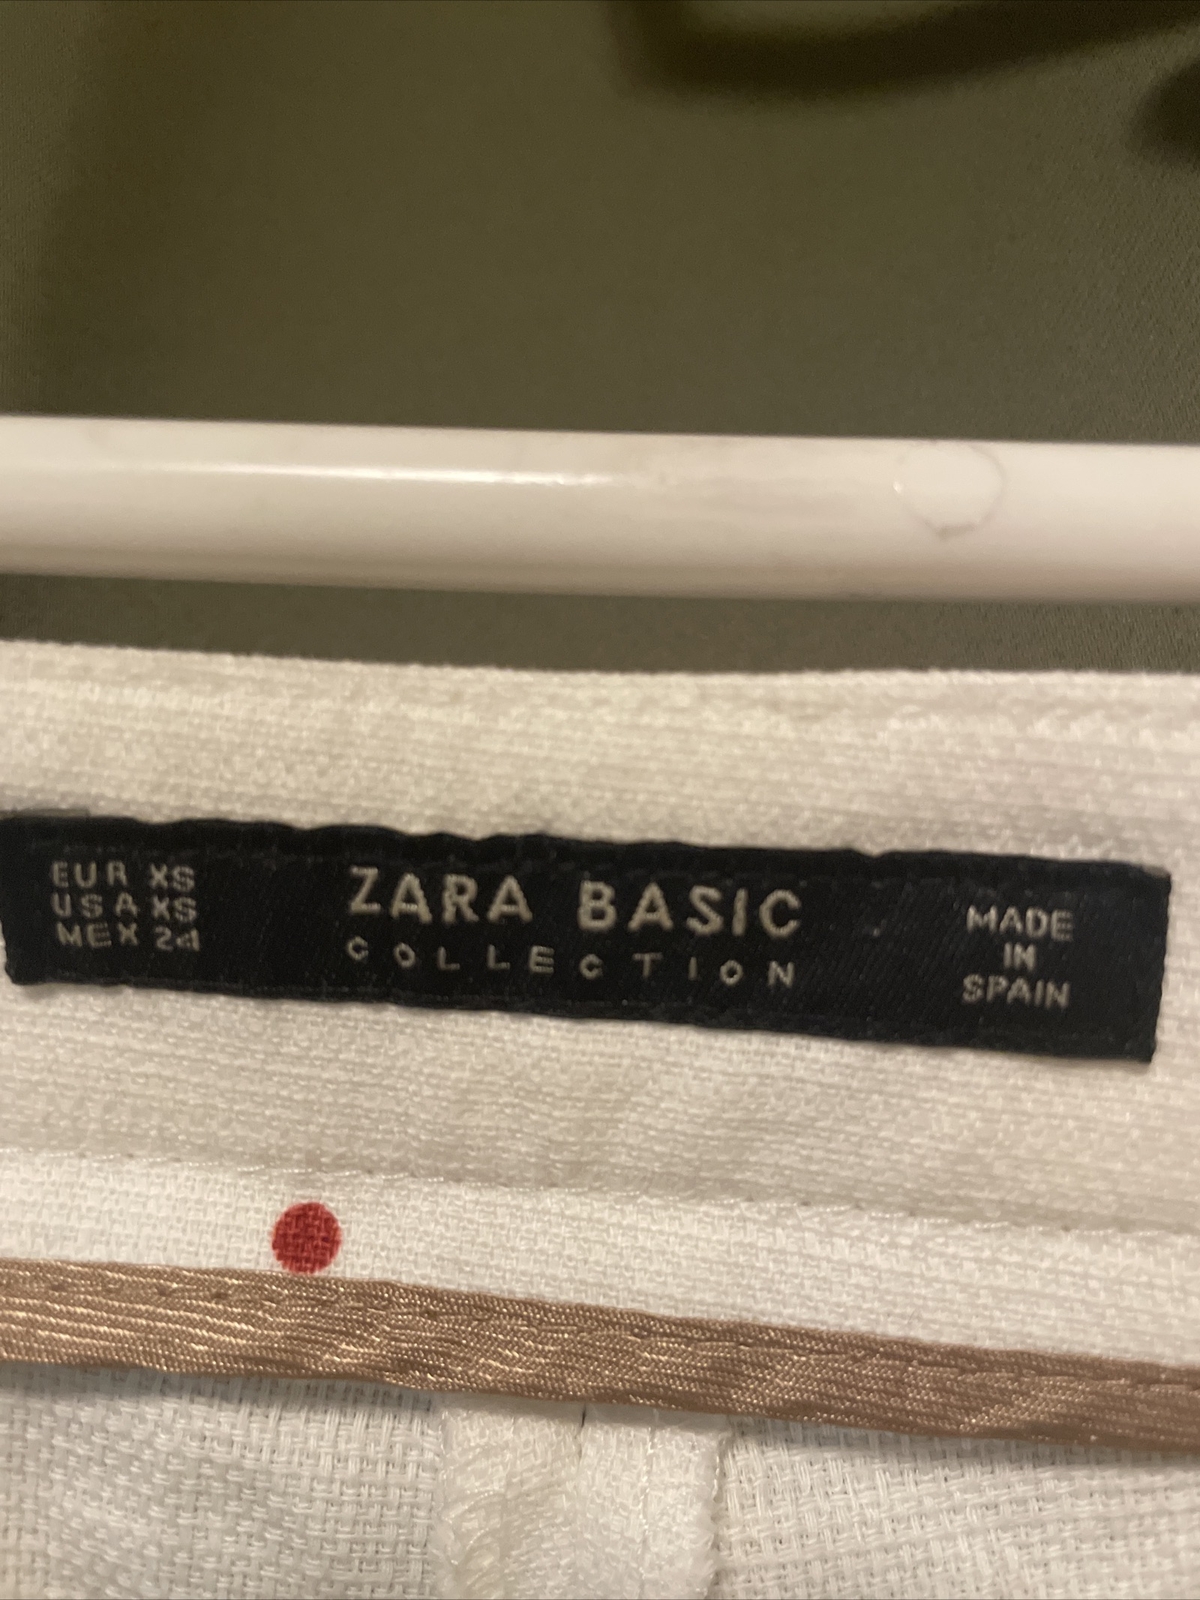 EUR XS
USA XS
MEX 24
ZARA BASIC
COLLECTION
MADE
IN
SPAIN